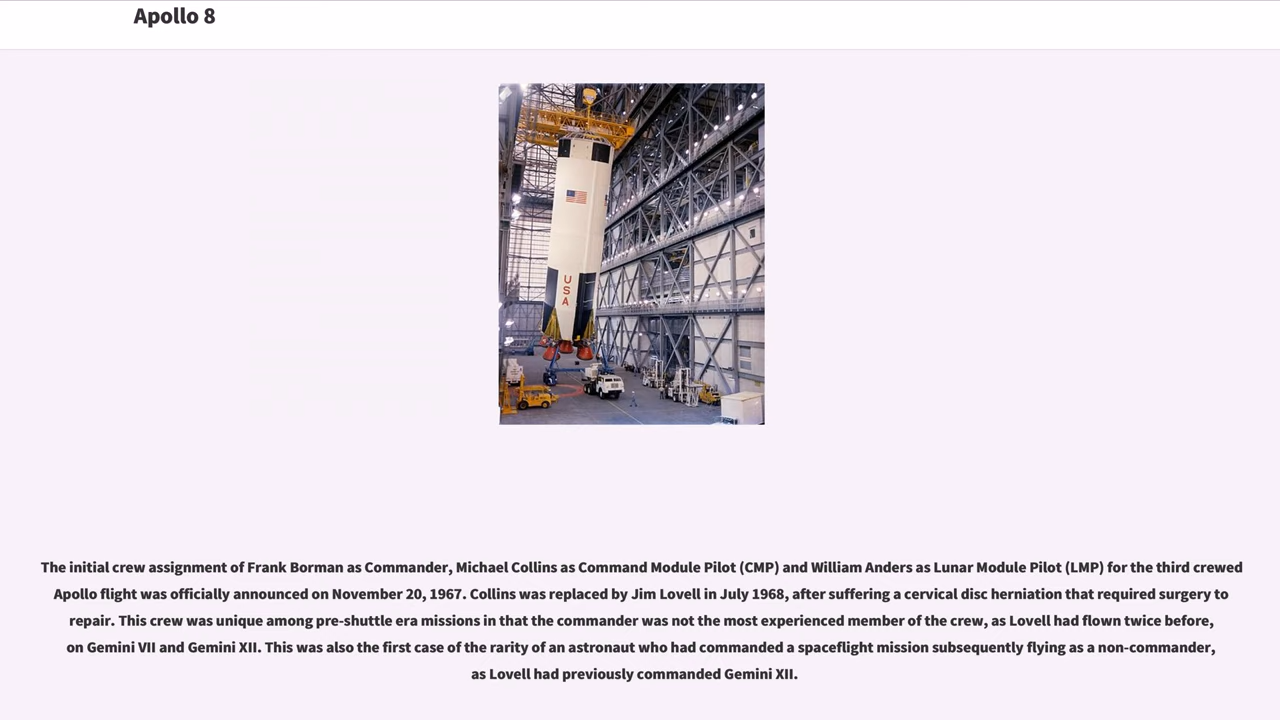 Apollo 8
USA
The initial crew assignment of Frank Borman as Commander, Michael Collins as Command Module Pilot (CMP) and William Anders as Lunar Module Pilot (LMP) for the third crewed
Apollo flight was officially announced on November 20, 1967. Collins was replaced by Jim Lovell in July 1968, after suffering a cervical disc herniation that required surgery to
repair. This crew was unique among pre-shuttle era missions in that the commander was not the most experienced member of the crew, as Lovell had flown twice before,
on Gemini VII and Gemini XII. This was also the first case of the rarity of an astronaut who had commanded a spaceflight mission subsequently flying as a non-commander,
as Lovell had previously commanded Gemini XII.